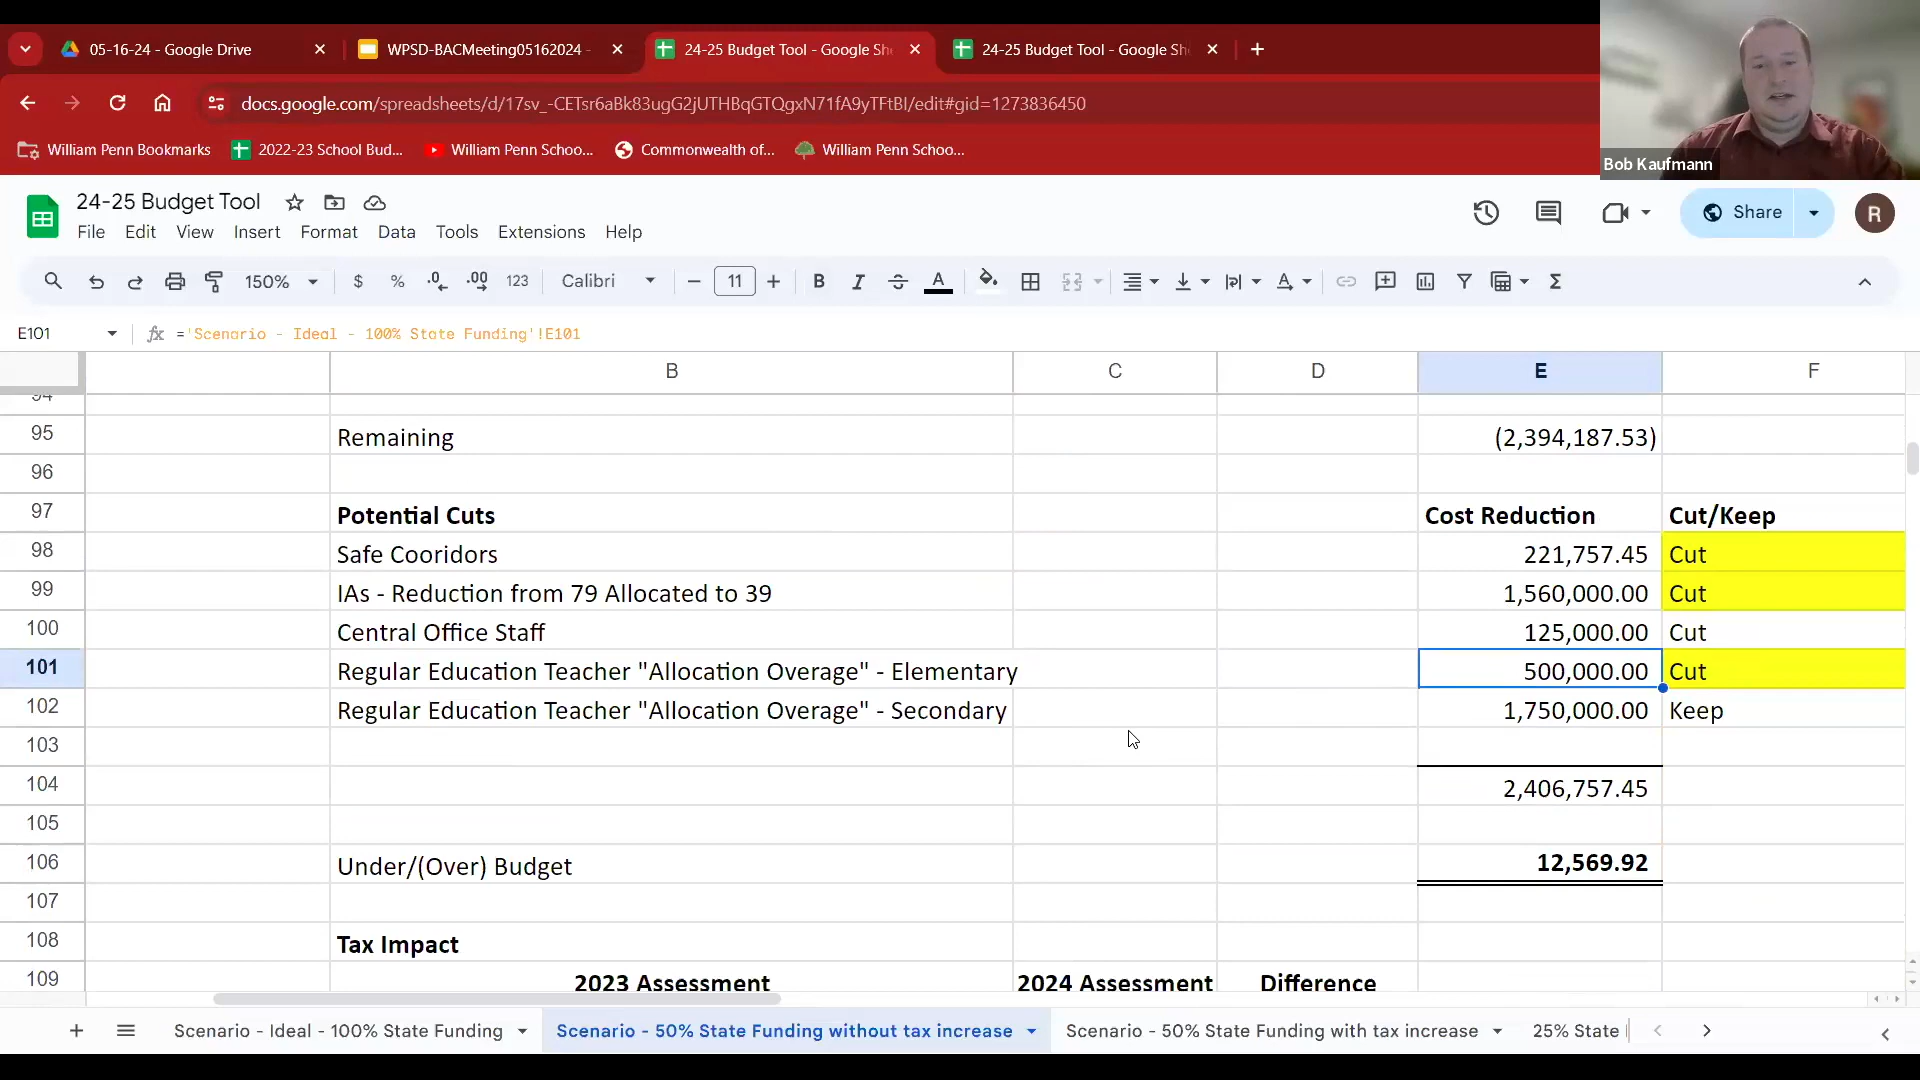 05-16-24 - Google Drive
WPSD-BACMeeting05162024 -
24-25 Budget Tool - Google She
24-25 Budget Tool - Google She
docs.google.com/spreadsheets/d/17sv_-CETsr6aBk83ugG2jUTHBqGTQgxN71fA9yTFtBI/edit#gid=1273836450
William Penn Bookmarks
2022-23 School Bud...
William Penn Schoo...
Commonwealth of...
William Penn Schoo...
Bob Kaufmann
24-25 Budget Tool
Share
R
File Edit View Insert Format Data Tools Extensions Help
150% $ % .0 .00 123 Calibri 11 B I S A
E101 fx ='Scenario - Ideal - 100% State Funding'!E101
B C D E F
94
95 Remaining (2,394,187.53)
96
97 Potential Cuts Cost Reduction Cut/Keep
98 Safe Cooridors 221,757.45 Cut
99 IAs - Reduction from 79 Allocated to 39 1,560,000.00 Cut
100 Central Office Staff 125,000.00 Cut
101 Regular Education Teacher "Allocation Overage" - Elementary 500,000.00 Cut
102 Regular Education Teacher "Allocation Overage" - Secondary 1,750,000.00 Keep
103
104 2,406,757.45
105
106 Under/(Over) Budget 12,569.92
107
108 Tax Impact
109 2023 Assessment 2024 Assessment Difference
Scenario - Ideal - 100% State Funding
Scenario - 50% State Funding without tax increase
Scenario - 50% State Funding with tax increase
25% State